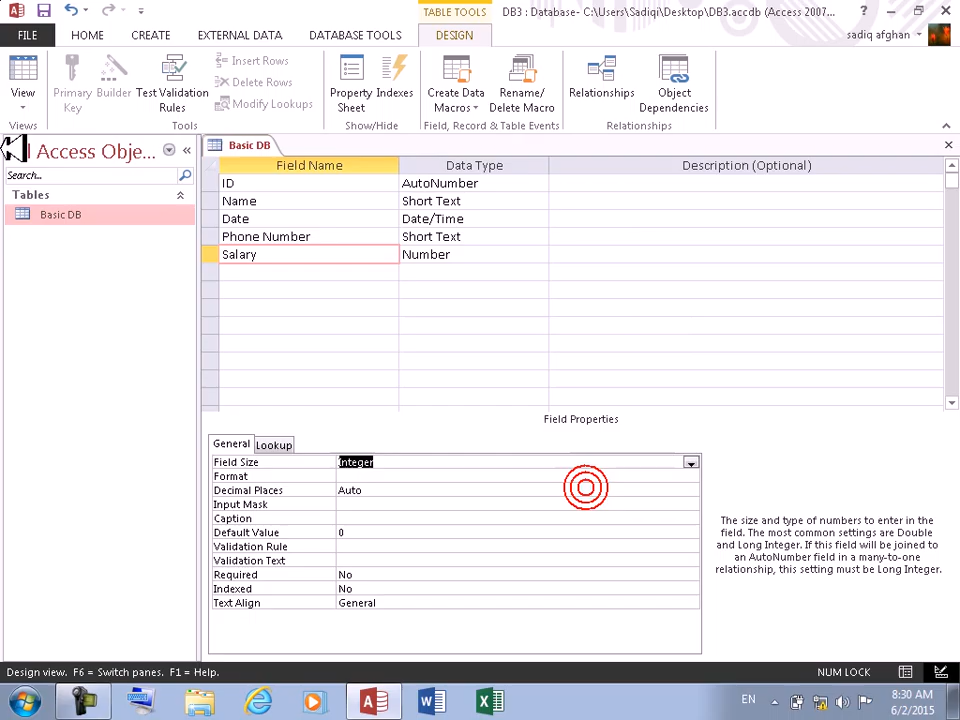 TABLE TOOLS
DB3 : Database- C:\Users\Sadiqi\Desktop\DB3.accdb (Access 2007...
?
FILE
HOME
CREATE
EXTERNAL DATA
DATABASE TOOLS
DESIGN
sadiq afghan
View
Primary Key
Builder
Test Validation Rules
Insert Rows
Delete Rows
Modify Lookups
Property Sheet
Indexes
Create Data Macros
Rename/ Delete Macro
Relationships
Object Dependencies
Views
Tools
Show/Hide
Field, Record & Table Events
Relationships
l Access Obje...
Search...
Tables
Basic DB
Basic DB
Field Name Data Type Description (Optional)
ID AutoNumber
Name Short Text
Date Date/Time
Phone Number Short Text
Salary Number
Field Properties
General Lookup
Field Size Integer
Format
Decimal Places Auto
Input Mask
Caption
Default Value 0
Validation Rule
Validation Text
Required No
Indexed No
Text Align General
The size and type of numbers to enter in the
field. The most common settings are Double
and Long Integer. If this field will be joined to
an AutoNumber field in a many-to-one
relationship, this setting must be Long Integer.
Design view. F6 = Switch panes. F1 = Help.
NUM LOCK
EN
8:30 AM
6/2/2015